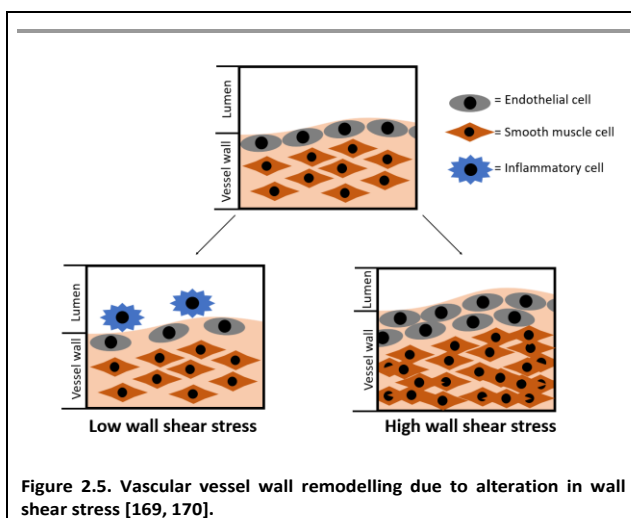 Lumen
Vessel wall
= Endothelial cell
= Smooth muscle cell
= Inflammatory cell
Lumen
Vessel wall
Low wall shear stress
Lumen
Vessel wall
High wall shear stress
Figure 2.5. Vascular vessel wall remodelling due to alteration in wall
shear stress [169, 170].